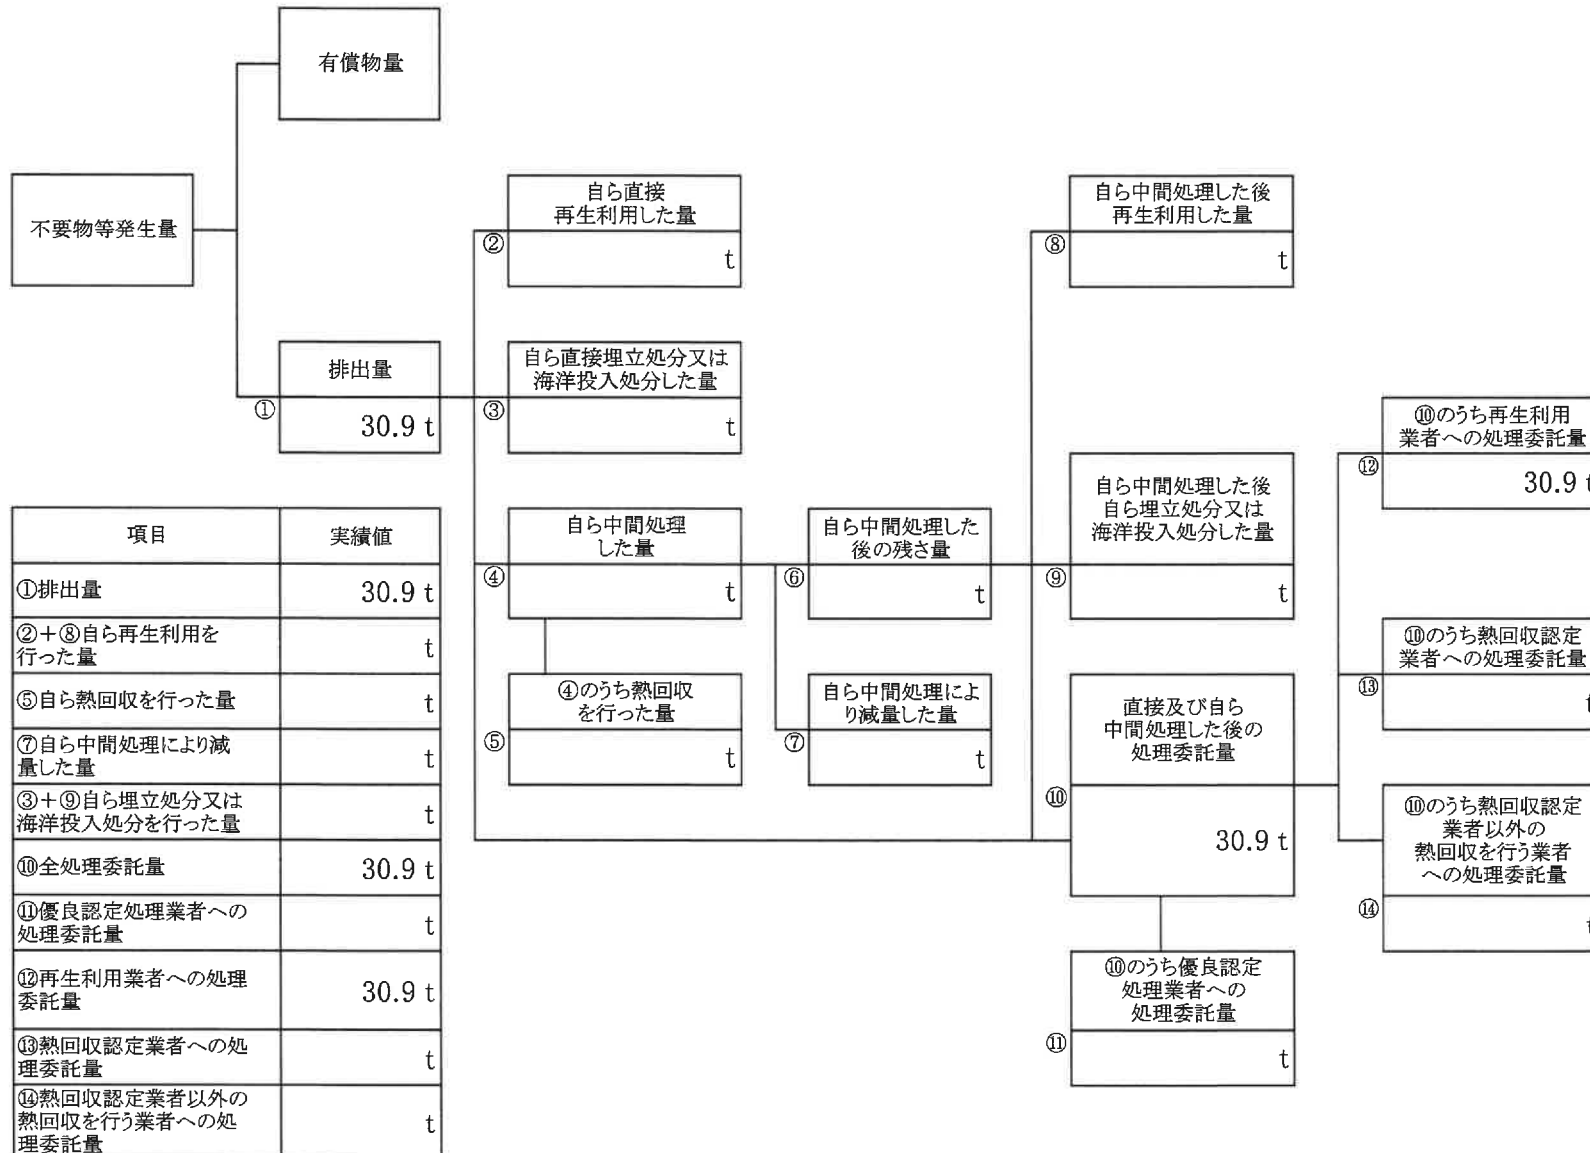 有償物量
不要物等発生量
自ら直接
再生利用した量
②
t
自ら中間処理した後
再生利用した量
⑧
t
排出量
①
30.9 t
自ら直接埋立処分又は
海洋投入処分した量
③
t
⑩のうち再生利用
業者への処理委託量
⑫
30.9 t
自ら中間処理
した量
④
t
自ら中間処理した
後の残さ量
⑥
t
自ら中間処理した後
自ら埋立処分又は
海洋投入処分した量
⑨
t
⑩のうち熱回収認定
業者への処理委託量
⑬
t
④のうち熱回収
を行った量
⑤
t
自ら中間処理によ
り減量した量
⑦
t
直接及び自ら
中間処理した後の
処理委託量
⑩
30.9 t
⑩のうち熱回収認定
業者以外の
熱回収を行う業者
への処理委託量
⑭
t
⑩のうち優良認定
処理業者への
処理委託量
⑪
t
項目 実績値
①排出量 30.9 t
②+⑧自ら再生利用を
行った量 t
⑤自ら熱回収を行った量 t
⑦自ら中間処理により減
量した量 t
③+⑨自ら埋立処分又は
海洋投入処分を行った量 t
⑩全処理委託量 30.9 t
⑪優良認定処理業者への
処理委託量 t
⑫再生利用業者への処理
委託量 30.9 t
⑬熱回収認定業者への処
理委託量 t
⑭熱回収認定業者以外の
熱回収を行う業者への処
理委託量 t